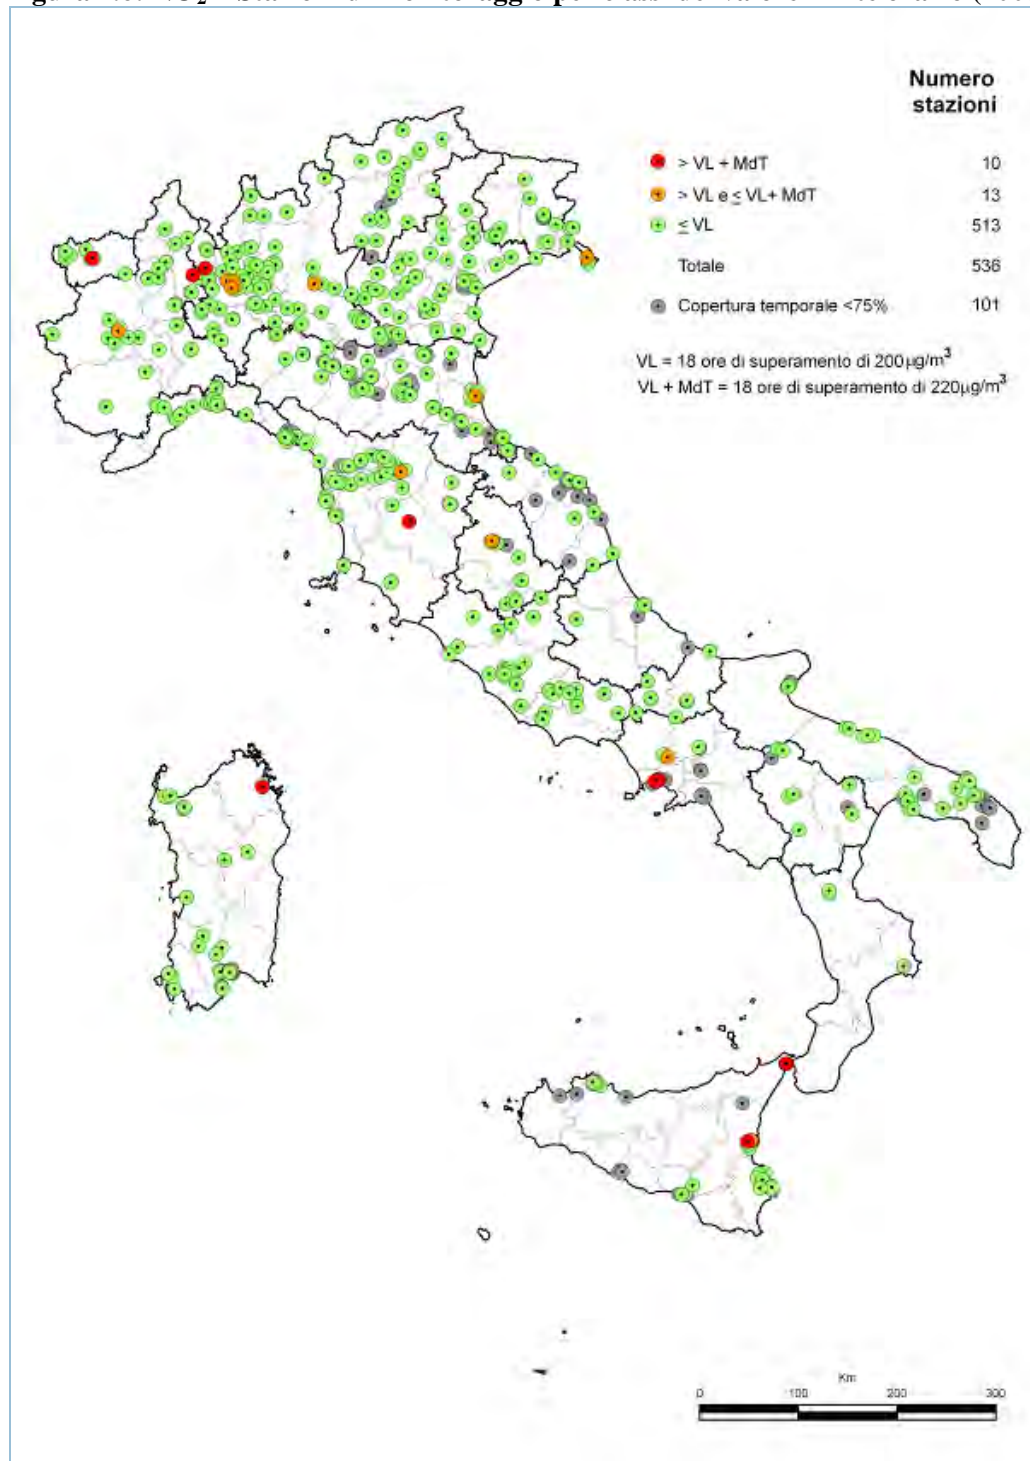 Numero
stazioni
> VL + MdT 10
> VL e ≤ VL+ MdT 13
≤ VL 513
Totale 536
Copertura temporale <75% 101
VL = 18 ore di superamento di 200µg/m³
VL + MdT = 18 ore di superamento di 220µg/m³
Km
0 100 200 300